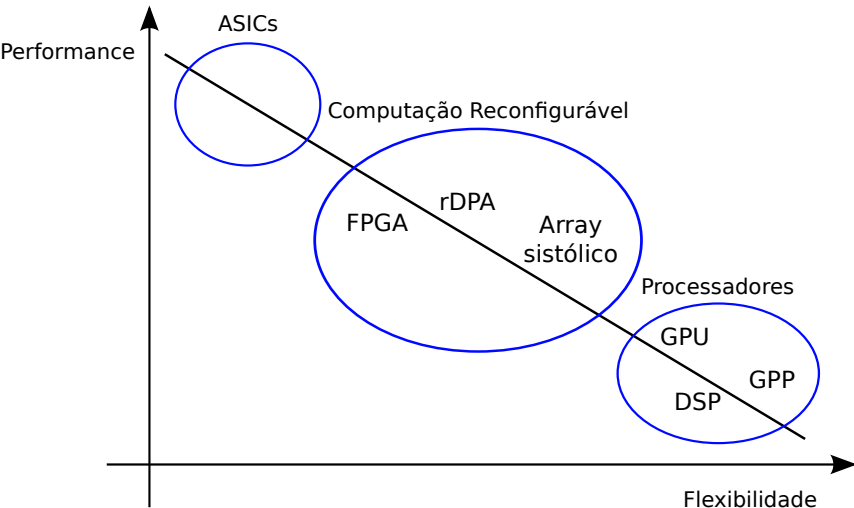 ASICs
Performance
Computação Reconfigurável
rDPA
FPGA
Array
sistólico
Processadores
GPU
GPP
DSP
Flexibilidade